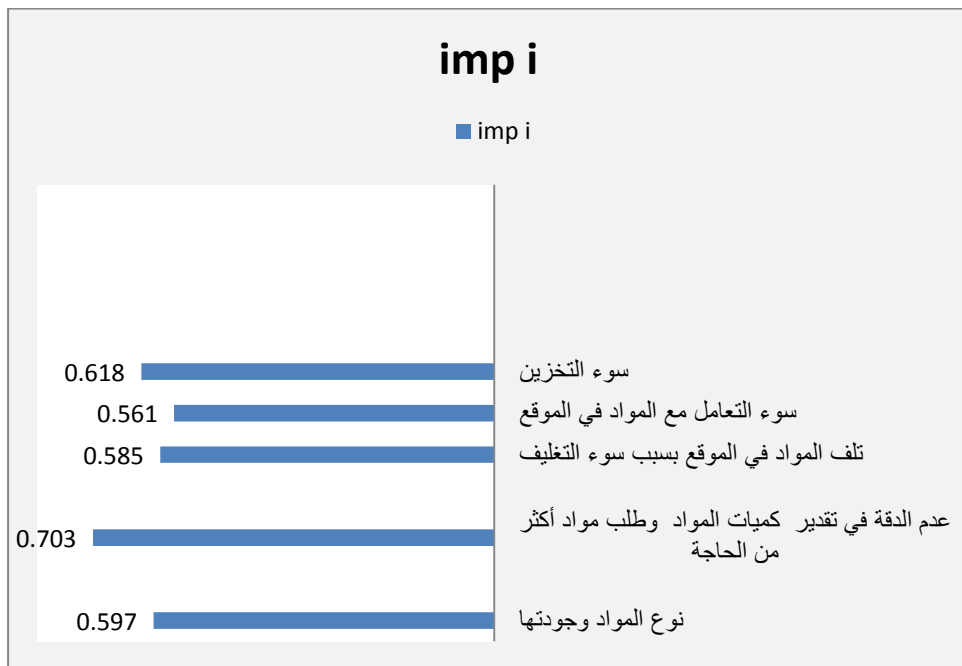 imp i
imp i
0.618 سوء التخزين
0.561 سوء التعامل مع المواد في الموقع
0.585 تلف المواد في الموقع بسبب سوء التغليف
0.703 عدم الدقة في تقدير كميات المواد وطلب مواد أكثر
من الحاجة
0.597 نوع المواد وجودتها